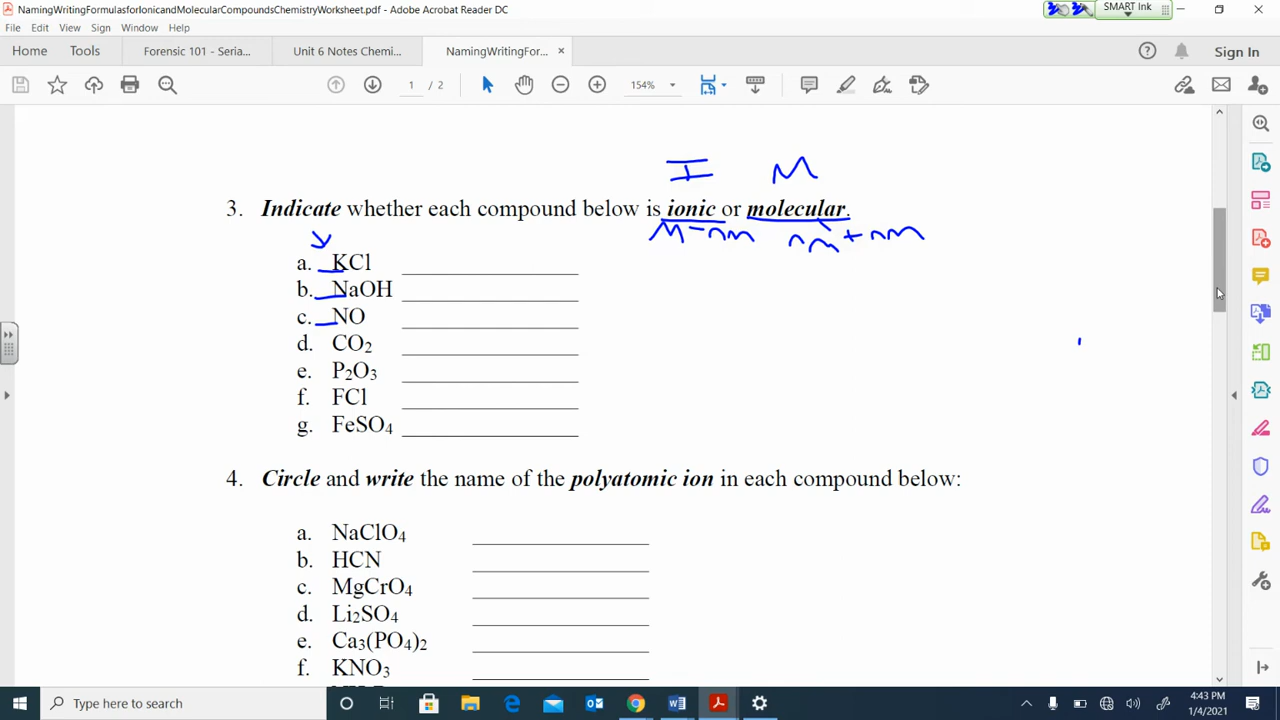 NamingWritingFormulasforIonicandMolecularCompoundsChemistryWorksheet.pdf - Adobe Acrobat Reader DC
SMART Ink
File Edit View Sign Window Help
Home Tools Forensic 101 - Seria... Unit 6 Notes Chemi... NamingWritingFor... × Sign In
1 / 2 154%
I M
3. Indicate whether each compound below is ionic or molecular.
M - nm nm + nm
a. KCl
b. NaOH
c. NO
d. CO₂
e. P₂O₃
f. FCl
g. FeSO₄
4. Circle and write the name of the polyatomic ion in each compound below:
a. NaClO₄
b. HCN
c. MgCrO₄
d. Li₂SO₄
e. Ca₃(PO₄)₂
f. KNO₃
Type here to search
4:43 PM
1/4/2021